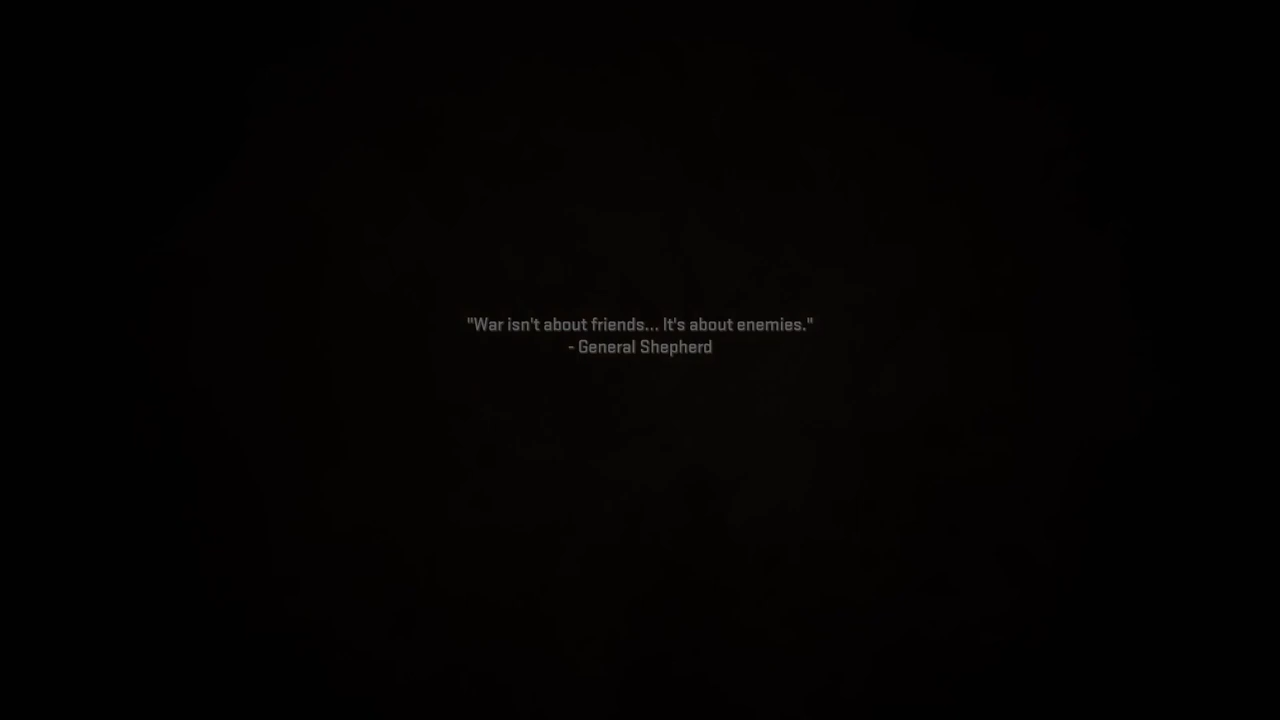 "War isn't about friends... It's about enemies."
- General Shepherd